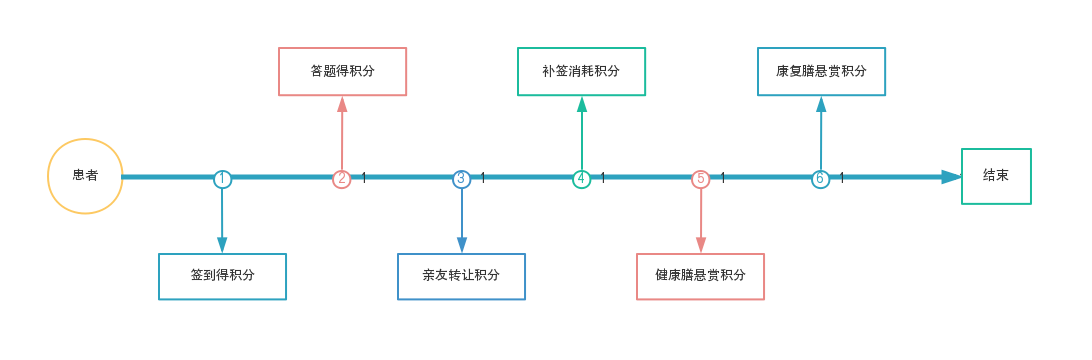 答题得积分
补签消耗积分
康复膳悬赏积分
患者
1
2
1
3
1
4
1
5
1
6
1
结束
签到得积分
亲友转让积分
健康膳悬赏积分